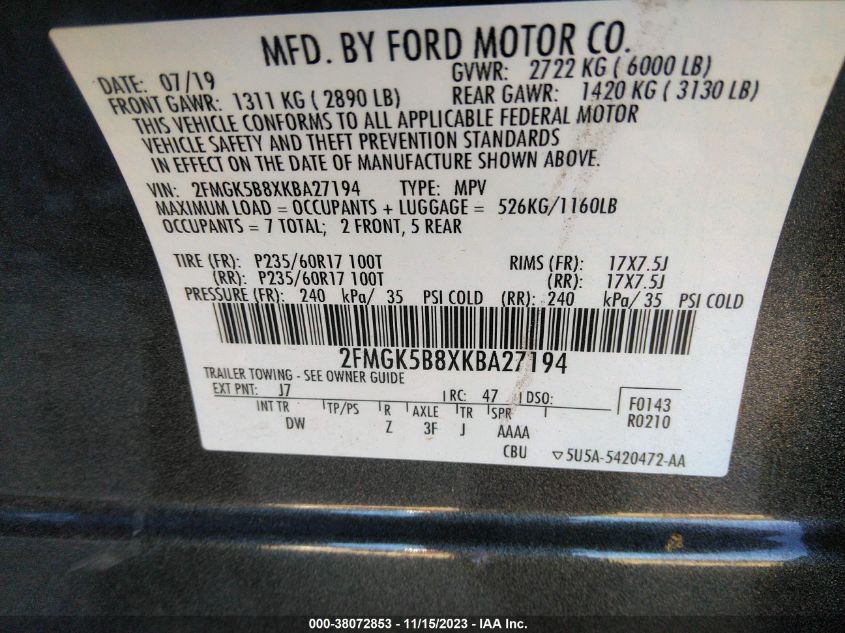 MFD. BY FORD MOTOR CO.
DATE: 07/19 GVWR: 2722 KG ( 6000 LB)
FRONT GAWR: 1311 KG ( 2890 LB) REAR GAWR: 1420 KG ( 3130 LB)
THIS VEHICLE CONFORMS TO ALL APPLICABLE FEDERAL MOTOR
VEHICLE SAFETY AND THEFT PREVENTION STANDARDS
IN EFFECT ON THE DATE OF MANUFACTURE SHOWN ABOVE.
VIN: 2FMGK5B8XKBA27194 TYPE: MPV
MAXIMUM LOAD = OCCUPANTS + LUGGAGE = 526KG/1160LB
OCCUPANTS = 7 TOTAL; 2 FRONT, 5 REAR
TIRE (FR): P235/60R17 100T RIMS (FR): 17X7.5J
(RR): P235/60R17 100T (RR): 17X7.5J
PRESSURE (FR): 240 kPa/ 35 PSI COLD (RR): 240 kPa/ 35 PSI COLD
2FMGK5B8XKBA27194
TRAILER TOWING - SEE OWNER GUIDE
EXT PNT: J7 RC: 47 DSO: F0143
INT TR TP/PS R AXLE TR SPR R0210
DW Z 3F J AAAA
CBU ▽5U5A-5420472-AA
000-38072853 - 11/15/2023 - IAA Inc.